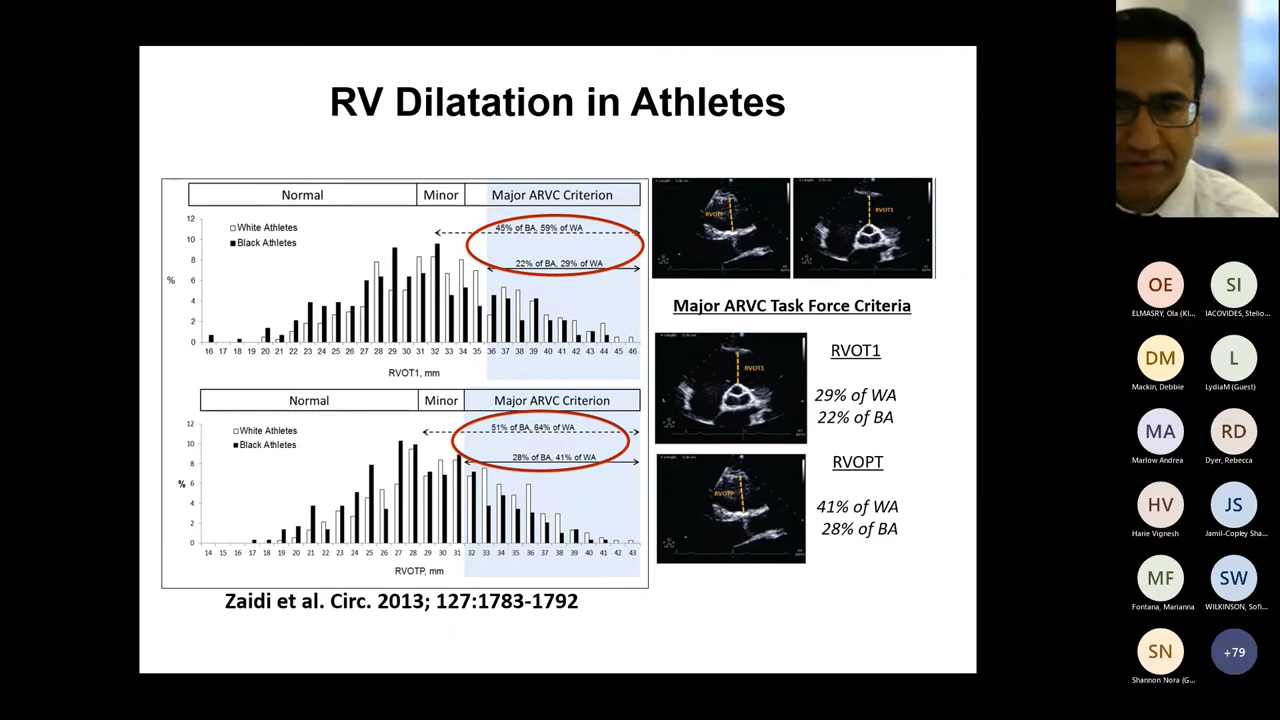 RV Dilatation in Athletes
Normal
Minor
Major ARVC Criterion
White Athletes
Black Athletes
45% of BA, 59% of WA
22% of BA, 29% of WA
%
12
10
8
6
4
2
0
16 17 18 19 20 21 22 23 24 25 26 27 28 29 30 31 32 33 34 35 36 37 38 39 40 41 42 43 44 45 46
RVOT1, mm
Normal
Minor
Major ARVC Criterion
White Athletes
Black Athletes
51% of BA, 64% of WA
28% of BA, 41% of WA
%
12
10
8
6
4
2
0
14 15 16 17 18 19 20 21 22 23 24 25 26 27 28 29 30 31 32 33 34 35 36 37 38 39 40 41 42 43
RVOTP, mm
Zaidi et al. Circ. 2013; 127:1783-1792
RVOTP
RVOT1
Major ARVC Task Force Criteria
RVOT1
RVOT1
29% of WA
22% of BA
RVOTP
RVOPT
41% of WA
28% of BA
OE
ELMASRY, Ola (KI...
SI
IACOVIDES, Stelio...
DM
Mackin, Debbie
L
LydiaM (Guest)
MA
Marlow Andrea
RD
Dyer, Rebecca
HV
Harie Vignesh
JS
Jamil-Copley Sha...
MF
Fontana, Marianna
SW
WILKINSON, Sofi...
SN
Shannon Nora (G...
+79